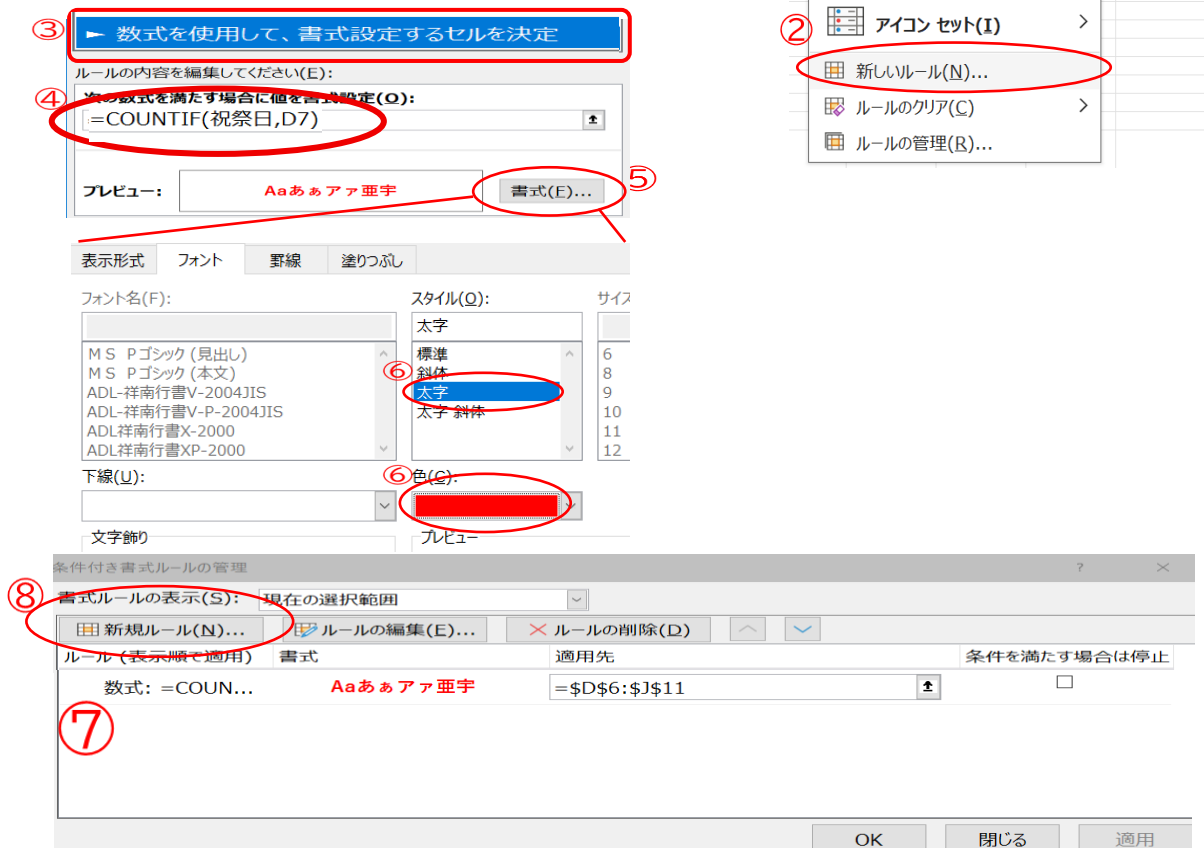 ③
► 数式を使用して、書式設定するセルを決定
ルールの内容を編集してください(E):
④
次の数式を満たす場合に値を書式設定(O):
=COUNTIF(祝祭日,D7)
プレビュー:
Aaあぁアァ亜宇
書式(F)...
⑤
②
アイコン セット(I)
新しいルール(N)...
ルールのクリア(C)
ルールの管理(R)...
表示形式 フォント 罫線 塗りつぶし
フォント名(F):
スタイル(O):
サイズ
太字
ＭＳ Ｐゴシック (見出し)
ＭＳ Ｐゴシック (本文)
ADL-祥南行書V-2004JIS
ADL-祥南行書V-P-2004JIS
ADL祥南行書X-2000
ADL祥南行書XP-2000
標準
⑥
斜体
太字
太字 斜体
6
8
9
10
11
12
下線(U):
⑥
色(C):
文字飾り
プレビュー
条件付き書式ルールの管理
?
⑧
書式ルールの表示(S): 現在の選択範囲
新規ルール(N)... ルールの編集(E)... ルールの削除(D)
ルール (表示順で適用) 書式 適用先 条件を満たす場合は停止
数式: =COUN... Aaあぁアァ亜宇 =$D$6:$J$11
⑦
OK 閉じる 適用